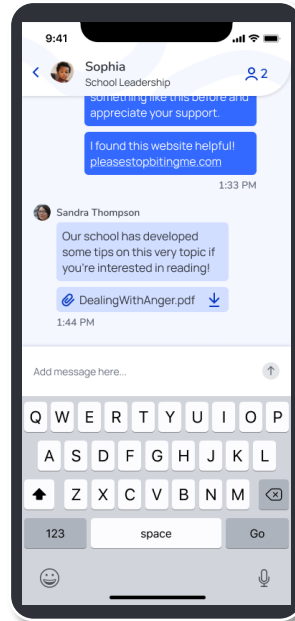 9:41
Sophia
School Leadership
2
something like this before and
appreciate your support.
I found this website helpful!
pleasestopbitingme.com
1:33 PM
Sandra Thompson
Our school has developed
some tips on this very topic if
you're interested in reading!
DealingWithAnger.pdf
1:44 PM
Add message here...
Q W E R T Y U I O P
A S D F G H J K L
Z X C V B N M
123 space Go